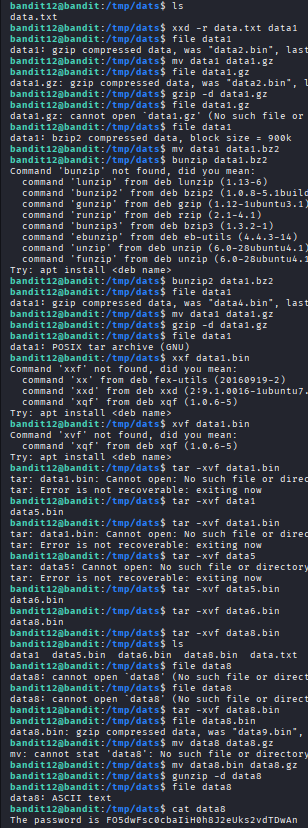 bandit12@bandit:/tmp/dats$ ls
data.txt
bandit12@bandit:/tmp/dats$ xxd -r data.txt data1
bandit12@bandit:/tmp/dats$ file data1
data1: gzip compressed data, was "data2.bin", last
bandit12@bandit:/tmp/dats$ mv data1 data1.gz
bandit12@bandit:/tmp/dats$ file data1.gz
data1.gz: gzip compressed data, was "data2.bin", l
bandit12@bandit:/tmp/dats$ gzip -d data1.gz
bandit12@bandit:/tmp/dats$ file data1.gz
data1.gz: cannot open `data1.gz' (No such file or
bandit12@bandit:/tmp/dats$ file data1
data1: bzip2 compressed data, block size = 900k
bandit12@bandit:/tmp/dats$ mv data1 data1.bz2
bandit12@bandit:/tmp/dats$ bunzip data1.bz2
Command 'bunzip' not found, did you mean:
  command 'lunzip' from deb lunzip (1.13-6)
  command 'bunzip2' from deb bzip2 (1.0.8-5.1build
  command 'gunzip' from deb gzip (1.12-1ubuntu3.1)
  command 'runzip' from deb rzip (2.1-4.1)
  command 'bunzip3' from deb bzip3 (1.3.2-1)
  command 'ebunzip' from deb eb-utils (4.4.3-14)
  command 'unzip' from deb unzip (6.0-28ubuntu4.1)
  command 'funzip' from deb unzip (6.0-28ubuntu4.1
Try: apt install <deb name>
bandit12@bandit:/tmp/dats$ bunzip2 data1.bz2
bandit12@bandit:/tmp/dats$ file data1
data1: gzip compressed data, was "data4.bin", last
bandit12@bandit:/tmp/dats$ mv data1 data1.gz
bandit12@bandit:/tmp/dats$ gzip -d data1.gz
bandit12@bandit:/tmp/dats$ file data1
data1: POSIX tar archive (GNU)
bandit12@bandit:/tmp/dats$ xxf data1.bin
Command 'xxf' not found, did you mean:
  command 'xx' from deb fex-utils (20160919-2)
  command 'xxd' from deb xxd (2:9.1.0016-1ubuntu7.
  command 'xqf' from deb xqf (1.0.6-5)
Try: apt install <deb name>
bandit12@bandit:/tmp/dats$ xvf data1.bin
Command 'xvf' not found, did you mean:
  command 'xqf' from deb xqf (1.0.6-5)
Try: apt install <deb name>
bandit12@bandit:/tmp/dats$ tar -xvf data1.bin
tar: data1.bin: Cannot open: No such file or direc
tar: Error is not recoverable: exiting now
bandit12@bandit:/tmp/dats$ tar -xvf data1
data5.bin
bandit12@bandit:/tmp/dats$ tar -xvf data1.bin
tar: data1.bin: Cannot open: No such file or direc
tar: Error is not recoverable: exiting now
bandit12@bandit:/tmp/dats$ tar -xvf data5
tar: data5: Cannot open: No such file or directory
tar: Error is not recoverable: exiting now
bandit12@bandit:/tmp/dats$ tar -xvf data5.bin
data6.bin
bandit12@bandit:/tmp/dats$ tar -xvf data6.bin
data8.bin
bandit12@bandit:/tmp/dats$ tar -xvf data8.bin
bandit12@bandit:/tmp/dats$ ls
data1  data5.bin  data6.bin  data8.bin  data.txt
bandit12@bandit:/tmp/dats$ file data8
data8: cannot open `data8' (No such file or direct
bandit12@bandit:/tmp/dats$ file data8
data8: cannot open `data8' (No such file or direct
bandit12@bandit:/tmp/dats$ tar -xvf data8.bin
bandit12@bandit:/tmp/dats$ file data8.bin
data8.bin: gzip compressed data, was "data9.bin",
bandit12@bandit:/tmp/dats$ mv data8 data8.gz
mv: cannot stat 'data8': No such file or directory
bandit12@bandit:/tmp/dats$ mv data8.bin data8.gz
bandit12@bandit:/tmp/dats$ gunzip -d data8
bandit12@bandit:/tmp/dats$ file data8
data8: ASCII text
bandit12@bandit:/tmp/dats$ cat data8
The password is FO5dwFsc0cbaIiH0h8J2eUks2vdTDwAn